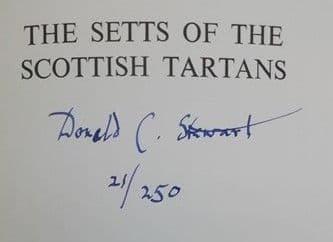 THE SETTS OF THE
SCOTTISH TARTANS
Donald C. Stewart
21/250